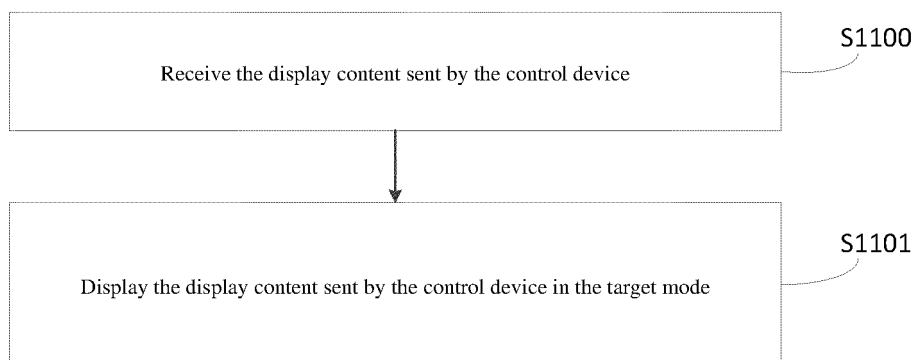 S1100
Receive the display content sent by the control device
S1101
Display the display content sent by the control device in the target mode